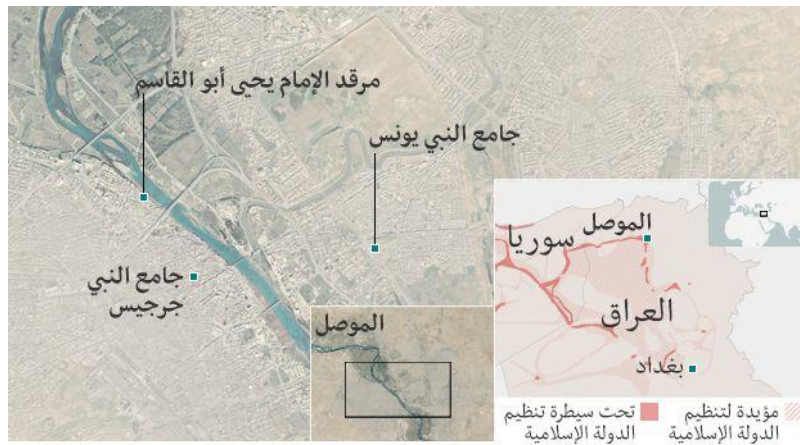 مرقد الإمام يحيى أبو القاسم
جامع النبي يونس
جامع النبي
جرجيس
الموصل
الموصل
سوريا
العراق
بغداد
مؤيدة لتنظيم
الدولة الإسلامية
تحت سيطرة تنظيم
الدولة الإسلامية